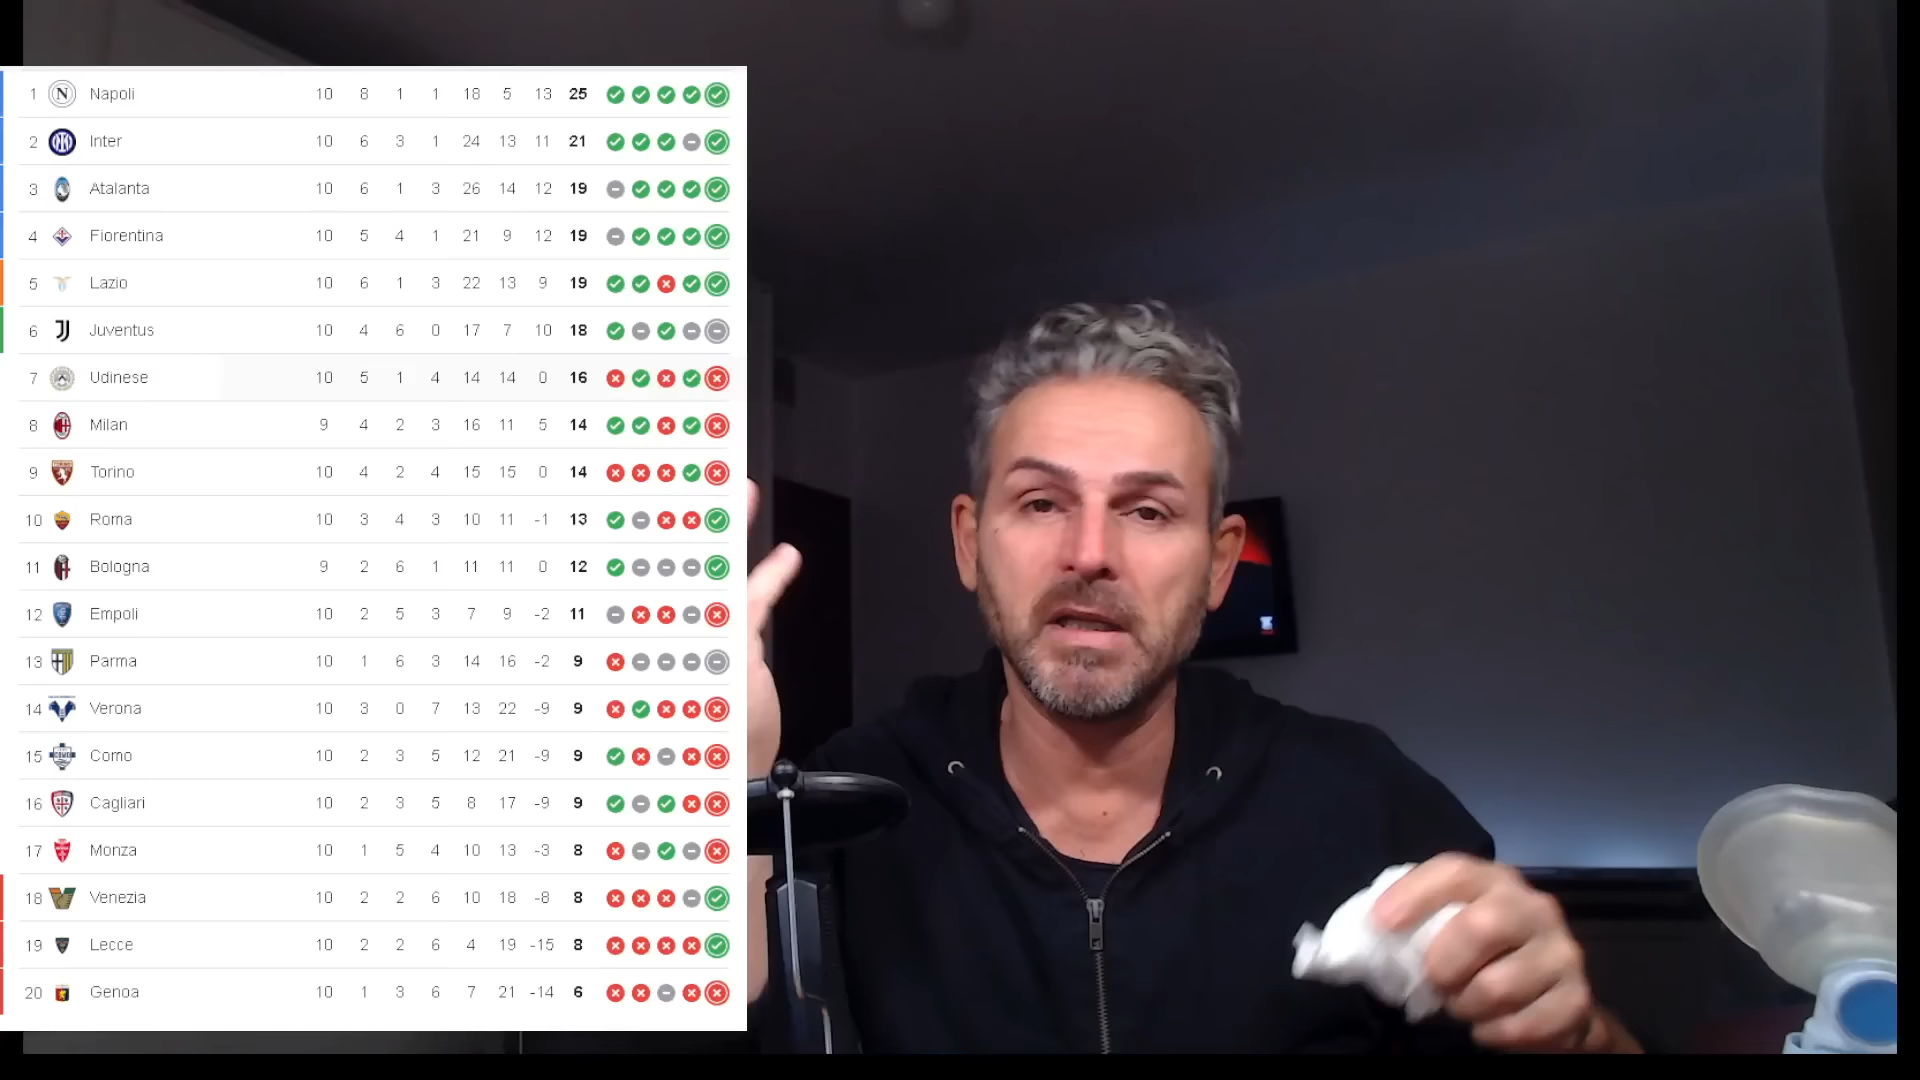 1 Napoli 10 8 1 1 18 5 13 25
2 Inter 10 6 3 1 24 13 11 21
3 Atalanta 10 6 1 3 26 14 12 19
4 Fiorentina 10 5 4 1 21 9 12 19
5 Lazio 10 6 1 3 22 13 9 19
6 Juventus 10 4 6 0 17 7 10 18
7 Udinese 10 5 1 4 14 14 0 16
8 Milan 9 4 2 3 16 11 5 14
9 Torino 10 4 2 4 15 15 0 14
10 Roma 10 3 4 3 10 11 -1 13
11 Bologna 9 2 6 1 11 11 0 12
12 Empoli 10 2 5 3 7 9 -2 11
13 Parma 10 1 6 3 14 16 -2 9
14 Verona 10 3 0 7 13 22 -9 9
15 Como 10 2 3 5 12 21 -9 9
16 Cagliari 10 2 3 5 8 17 -9 9
17 Monza 10 1 5 4 10 13 -3 8
18 Venezia 10 2 2 6 10 18 -8 8
19 Lecce 10 2 2 6 4 19 -15 8
20 Genoa 10 1 3 6 7 21 -14 6